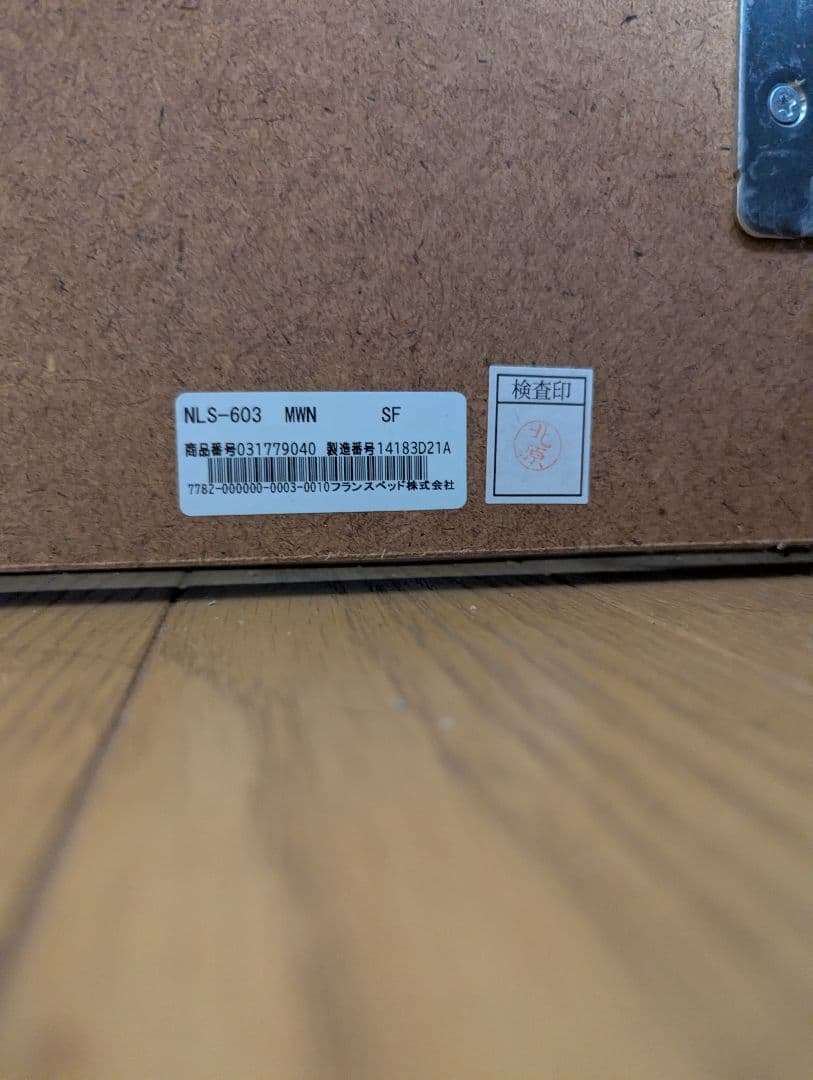 NLS-603 MWN SF
商品番号031779040 製造番号14183D21A
7782-000000-0003-0010フランスベッド株式会社
検査印
北原